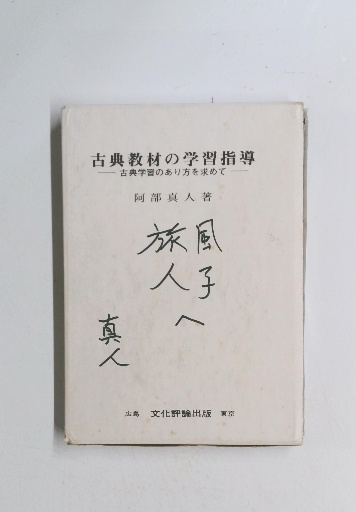 古典教材の学習指導
——古典学習のあり方を求めて——
阿部真人著
風子
旅人へ
真人
広島 文化評論出版 東京